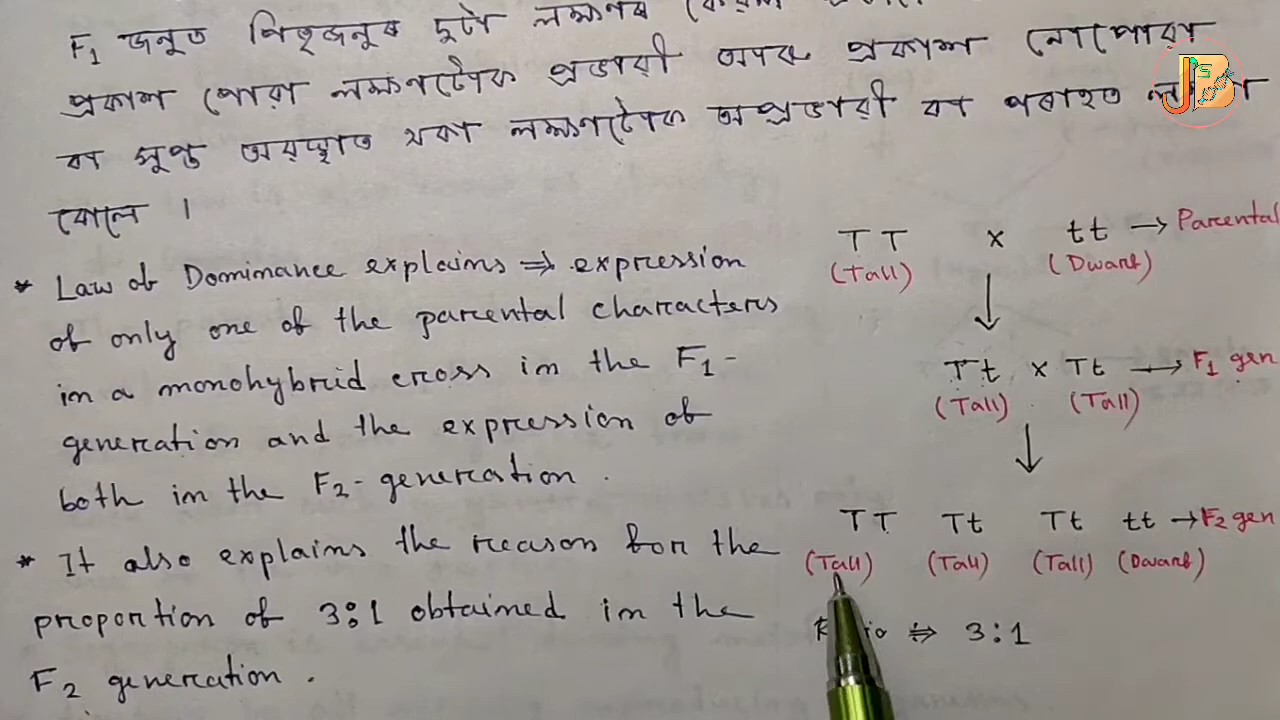 F₁ জনুত পিতৃজনুৰ দুটা লক্ষণৰ
প্ৰকাশ পোৱা লক্ষণটোক প্ৰভাৱী আৰু প্ৰকাশ নোপোৱা
বা সুপ্ত অৱস্থাত থকা লক্ষণটোক অপ্ৰভাৱী বা পৰাহত
বোলে ।
* Law of Dominance explains ⇒ expression
of only one of the parental characters
in a monohybrid cross in the F₁-
generation and the expression of
both in the F₂-generation .
* It also explains the reason for the
proportion of 3:1 obtained in the
F₂ generation .
TT × tt → Parental
(Tall) (Dwarf)
↓
Tt × Tt → F₁ gen
(Tall) (Tall)
↓
TT Tt Tt tt → F₂ gen
(Tall) (Tall) (Tall) (Dwarf)
⇒ 3:1